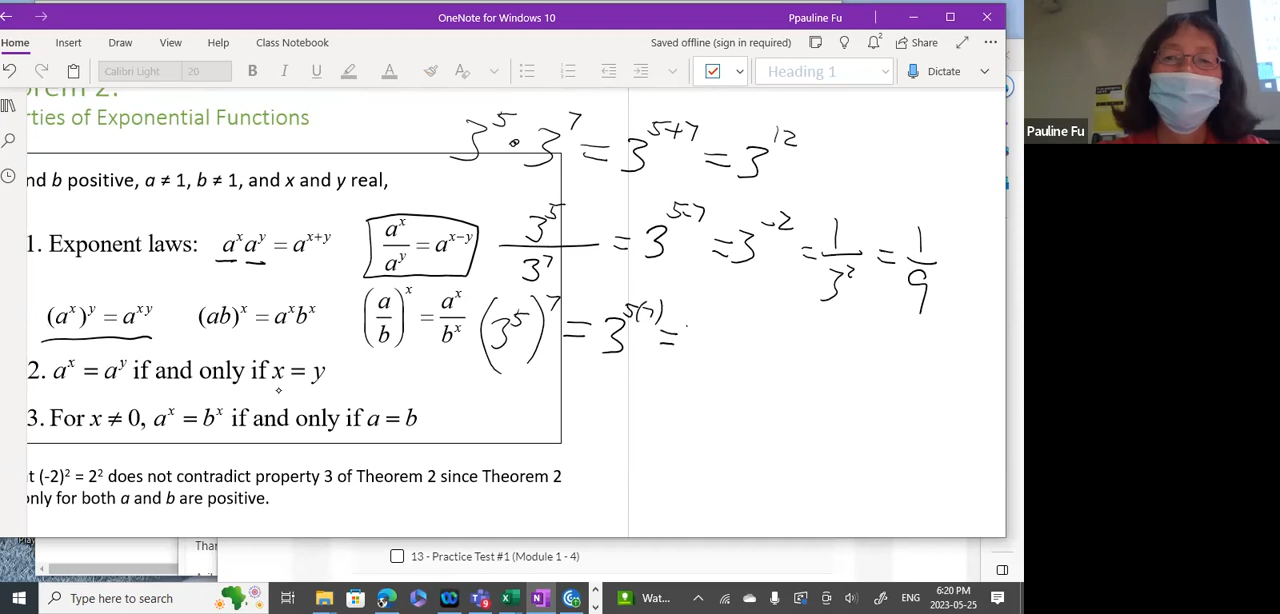 OneNote for Windows 10
Ppauline Fu
Home Insert Draw View Help Class Notebook
Saved offline (sign in required)
2
Share
Calibri Light 20
B I U A
Heading 1
Dictate
Pauline Fu
orem 2:
rties of Exponential Functions
3^5 · 3^7 = 3^{5+7} = 3^{12}
nd b positive, a ≠ 1, b ≠ 1, and x and y real,
1. Exponent laws: a^x a^y = a^{x+y} a^x/a^y = a^{x−y} 3^5/3^7 = 3^{5-7} = 3^{-2} = 1/3^2 = 1/9
(a^x)^y = a^{xy} (ab)^x = a^x b^x (a/b)^x = a^x/b^x (3^5)^7 = 3^{5(7)} =
2. a^x = a^y if and only if x = y
3. For x ≠ 0, a^x = b^x if and only if a = b
t (-2)² = 2² does not contradict property 3 of Theorem 2 since Theorem 2
only for both a and b are positive.
Than
13 - Practice Test #1 (Module 1 - 4)
Type here to search
Wat...
ENG
6:20 PM
2023-05-25